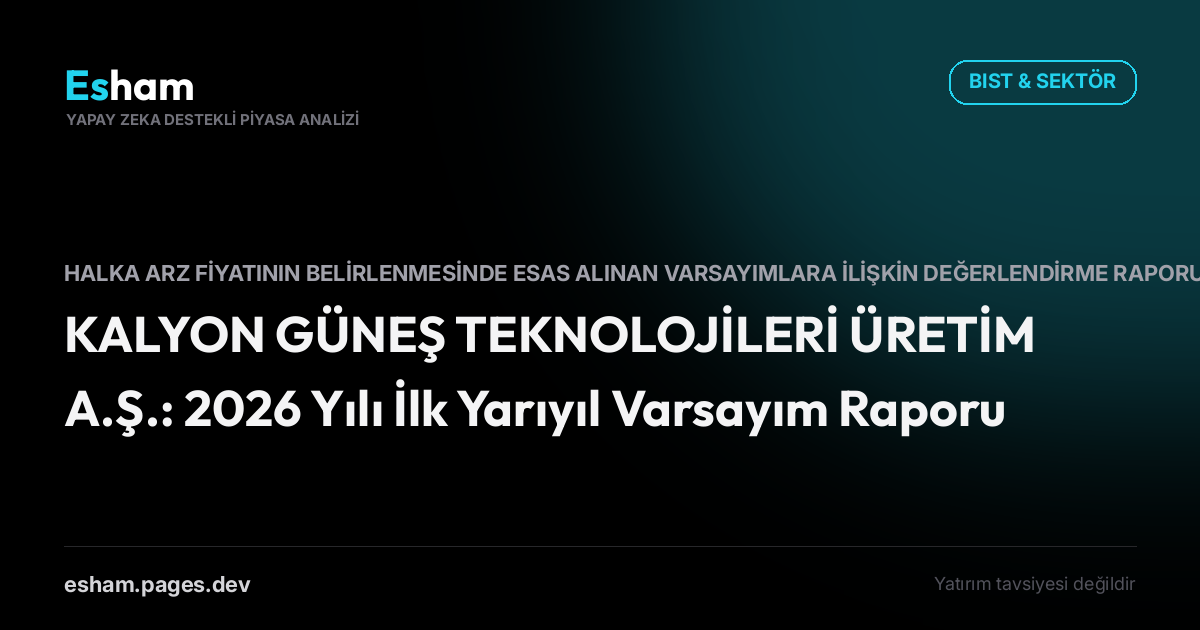 Esham
BIST & SEKTÖR
YAPAY ZEKA DESTEKLİ PİYASA ANALİZİ
HALKA ARZ FİYATININ BELİRLENMESİNDE ESAS ALINAN VARSAYIMLARA İLİŞKİN DEĞERLENDİRME RAPORU
KALYON GÜNEŞ TEKNOLOJİLERİ ÜRETİM
A.Ş.: 2026 Yılı İlk Yarıyıl Varsayım Raporu
esham.pages.dev
Yatırım tavsiyesi değildir